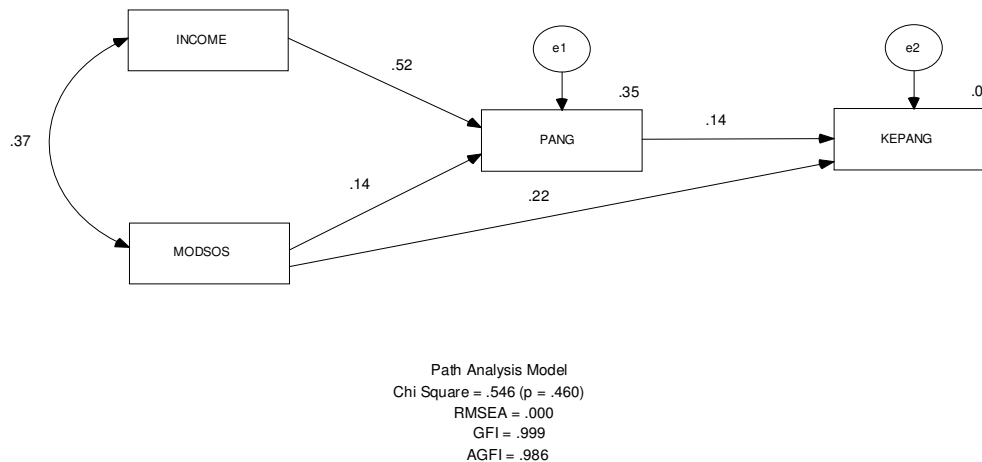 INCOME
e1
e2
.52
.35
.0
.14
PANG
KEPANG
.37
.14
.22
MODSOS
Path Analysis Model
Chi Square = .546 (p = .460)
RMSEA = .000
GFI = .999
AGFI = .986